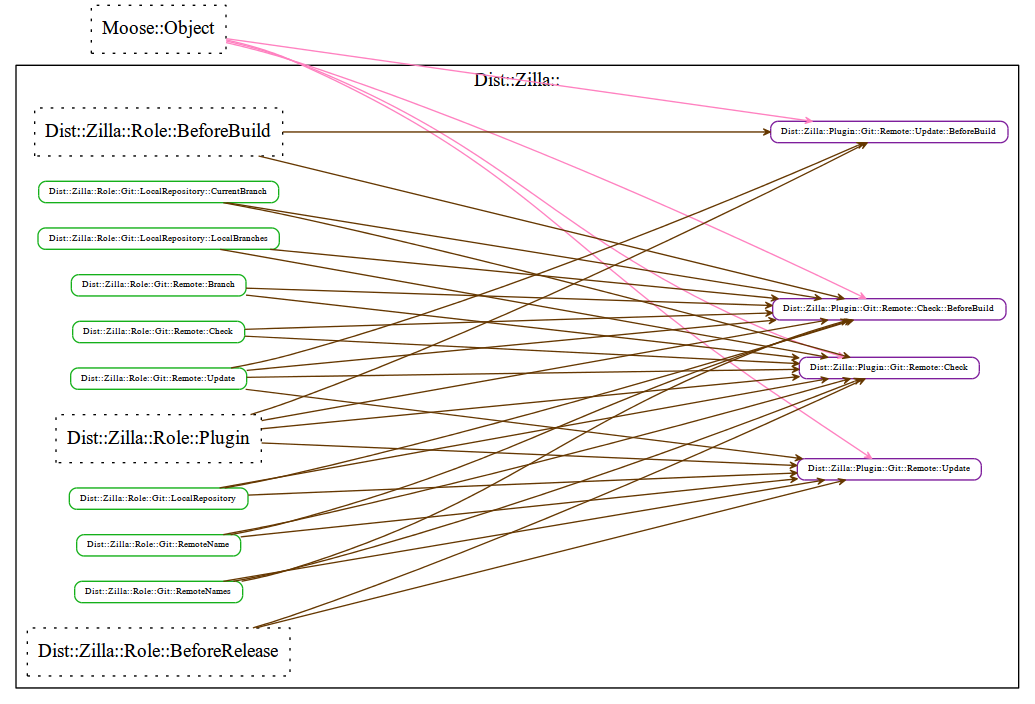 Moose::Object
Dist::Zilla::
Dist::Zilla::Role::BeforeBuild
Dist::Zilla::Plugin::Git::Remote::Update::BeforeBuild
Dist::Zilla::Role::Git::LocalRepository::CurrentBranch
Dist::Zilla::Role::Git::LocalRepository::LocalBranches
Dist::Zilla::Role::Git::Remote::Branch
Dist::Zilla::Plugin::Git::Remote::Check::BeforeBuild
Dist::Zilla::Role::Git::Remote::Check
Dist::Zilla::Plugin::Git::Remote::Check
Dist::Zilla::Role::Git::Remote::Update
Dist::Zilla::Role::Plugin
Dist::Zilla::Plugin::Git::Remote::Update
Dist::Zilla::Role::Git::LocalRepository
Dist::Zilla::Role::Git::RemoteName
Dist::Zilla::Role::Git::RemoteNames
Dist::Zilla::Role::BeforeRelease